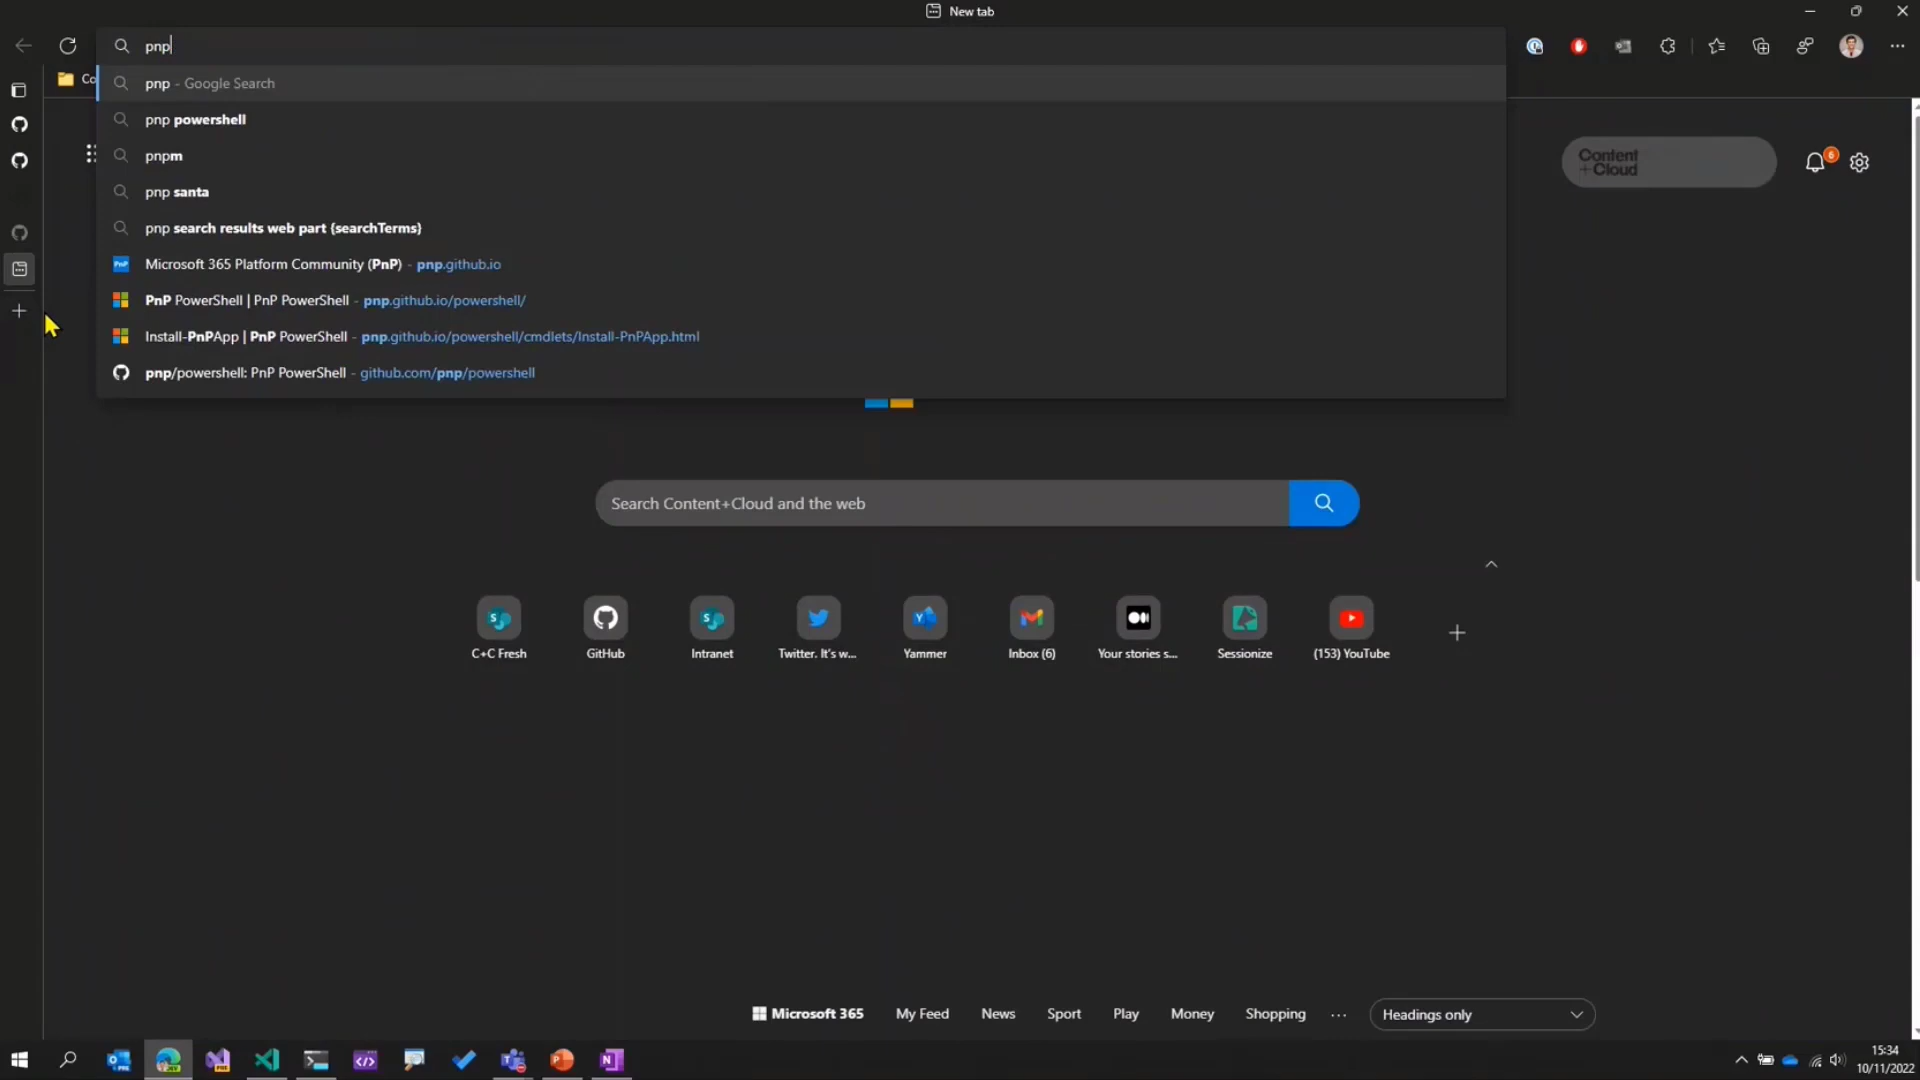 New tab
pnp
Co
pnp - Google Search
pnp powershell
pnpm
pnp santa
pnp search results web part (searchTerms)
Microsoft 365 Platform Community (PnP) - pnp.github.io
PnP PowerShell | PnP PowerShell - pnp.github.io/powershell/
Install-PnPApp | PnP PowerShell - pnp.github.io/powershell/cmdlets/Install-PnPApp.html
pnp/powershell: PnP PowerShell - github.com/pnp/powershell
Content
+Cloud
6
Search Content+Cloud and the web
C+C Fresh
GitHub
Intranet
Twitter. It's w...
Yammer
Inbox (6)
Your stories s...
Sessionize
(153) YouTube
Microsoft 365
My Feed
News
Sport
Play
Money
Shopping
...
Headings only
15:34
10/11/2022